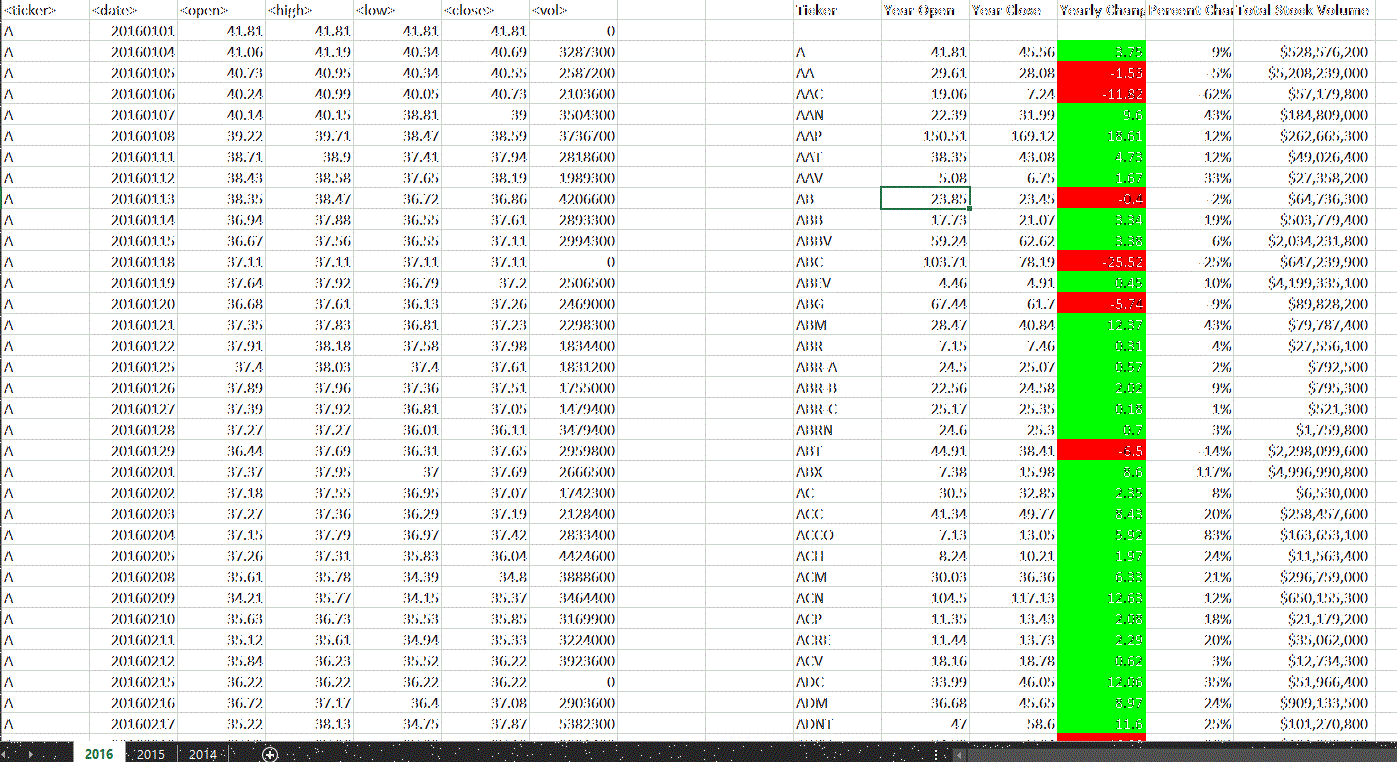 <ticker> <date> <open> <high> <low> <close> <vol> Ticker Year Open Year Close Yearly Chang Percent Char Total Stock Volume
A 20160101 41.81 41.81 41.81 41.81 0
A 20160104 41.06 41.19 40.34 40.69 3287300 A 41.81 45.56 3.75 9% $528,576,200
A 20160105 40.73 40.95 40.34 40.55 2587200 AA 29.61 28.08 -1.53 -5% $5,208,239,000
A 20160106 40.24 40.99 40.05 40.73 2103600 AAC 19.06 7.24 -11.82 -62% $57,179,800
A 20160107 40.14 40.15 38.81 39 3504300 AAN 22.39 31.99 9.6 43% $184,809,000
A 20160108 39.22 39.71 38.47 38.59 3736700 AAP 150.51 169.12 18.61 12% $262,665,300
A 20160111 38.71 38.9 37.41 37.94 2818600 AAT 38.35 43.08 4.73 12% $49,026,400
A 20160112 38.43 38.58 37.65 38.19 1989300 AAV 5.08 6.75 1.67 33% $27,358,200
A 20160113 38.35 38.47 36.72 36.86 4206600 AB 23.85 23.45 -0.4 -2% $64,736,300
A 20160114 36.94 37.88 36.55 37.61 2893300 ABB 17.73 21.07 3.34 19% $503,779,400
A 20160115 36.67 37.56 36.55 37.11 2994300 ABBV 59.24 62.62 3.38 6% $2,034,231,800
A 20160118 37.11 37.11 37.11 37.11 0 ABC 103.71 78.19 -25.52 -25% $647,239,900
A 20160119 37.64 37.92 36.79 37.2 2506500 ABEV 4.46 4.91 0.45 10% $4,199,335,100
A 20160120 36.68 37.61 36.13 37.26 2469000 ABG 67.44 61.7 -5.74 -9% $89,828,200
A 20160121 37.35 37.83 36.81 37.23 2298300 ABM 28.47 40.84 12.37 43% $79,787,400
A 20160122 37.91 38.18 37.58 37.98 1834400 ABR 7.15 7.46 0.31 4% $27,556,100
A 20160125 37.4 38.03 37.4 37.61 1831200 ABR-A 24.5 25.07 0.57 2% $792,500
A 20160126 37.89 37.96 37.36 37.51 1755000 ABR-B 22.56 24.58 2.02 9% $795,300
A 20160127 37.39 37.92 36.81 37.05 1479400 ABR-C 25.17 25.35 0.18 1% $521,300
A 20160128 37.27 37.27 36.01 36.11 3479400 ABRN 24.6 25.3 0.7 3% $1,759,800
A 20160129 36.44 37.69 36.31 37.65 2959800 ABT 44.91 38.41 -6.5 -14% $2,298,099,600
A 20160201 37.37 37.95 37 37.69 2666500 ABX 7.38 15.98 8.6 117% $4,996,990,800
A 20160202 37.18 37.55 36.95 37.07 1742300 AC 30.5 32.85 2.35 8% $6,530,000
A 20160203 37.27 37.36 36.29 37.19 2128400 ACC 41.34 49.77 8.43 20% $258,457,600
A 20160204 37.15 37.79 36.97 37.42 2833400 ACCO 7.13 13.05 5.92 83% $163,653,100
A 20160205 37.26 37.31 35.83 36.04 4424600 ACH 8.24 10.21 1.97 24% $11,563,400
A 20160208 35.61 35.78 34.39 34.8 3888600 ACM 30.03 36.36 6.33 21% $296,759,000
A 20160209 34.21 35.77 34.15 35.37 3464400 ACN 104.5 117.13 12.63 12% $650,155,300
A 20160210 35.63 36.73 35.53 35.85 3169900 ACP 11.35 13.43 2.08 18% $21,179,200
A 20160211 35.12 35.61 34.94 35.33 3224000 ACRE 11.44 13.73 2.29 20% $35,062,000
A 20160212 35.84 36.23 35.52 36.22 3923600 ACV 18.16 18.78 0.62 3% $12,734,300
A 20160215 36.22 36.22 36.22 36.22 0 ADC 33.99 46.05 12.06 35% $51,966,400
A 20160216 36.72 37.17 36.4 37.08 2903600 ADM 36.68 45.65 8.97 24% $909,133,500
A 20160217 35.22 38.13 34.75 37.87 5382300 ADNT 47 58.6 11.6 25% $101,270,800
2016 2015 2014